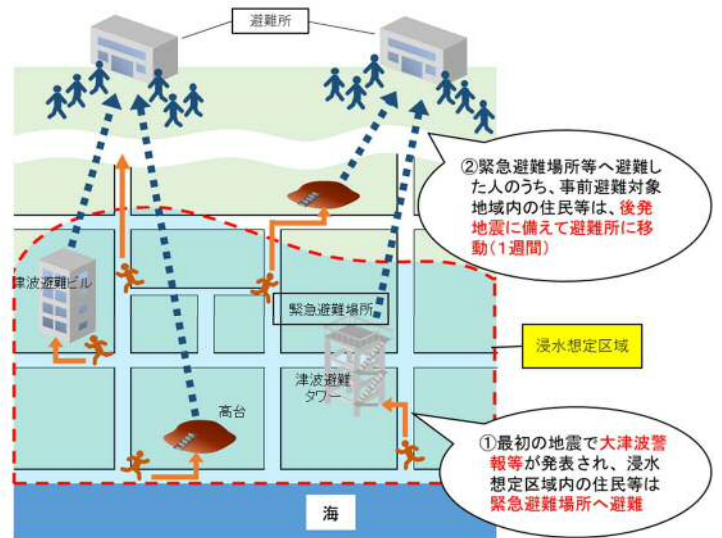 避難所
②緊急避難場所等へ避難し
た人のうち、事前避難対象
地域内の住民等は、後発
地震に備えて避難所に移
動（１週間）
津波避難ビル
緊急避難場所
浸水想定区域
津波避難
タワー
高台
①最初の地震で大津波警
報等が発表され、浸水
想定区域内の住民等は
緊急避難場所へ避難
海